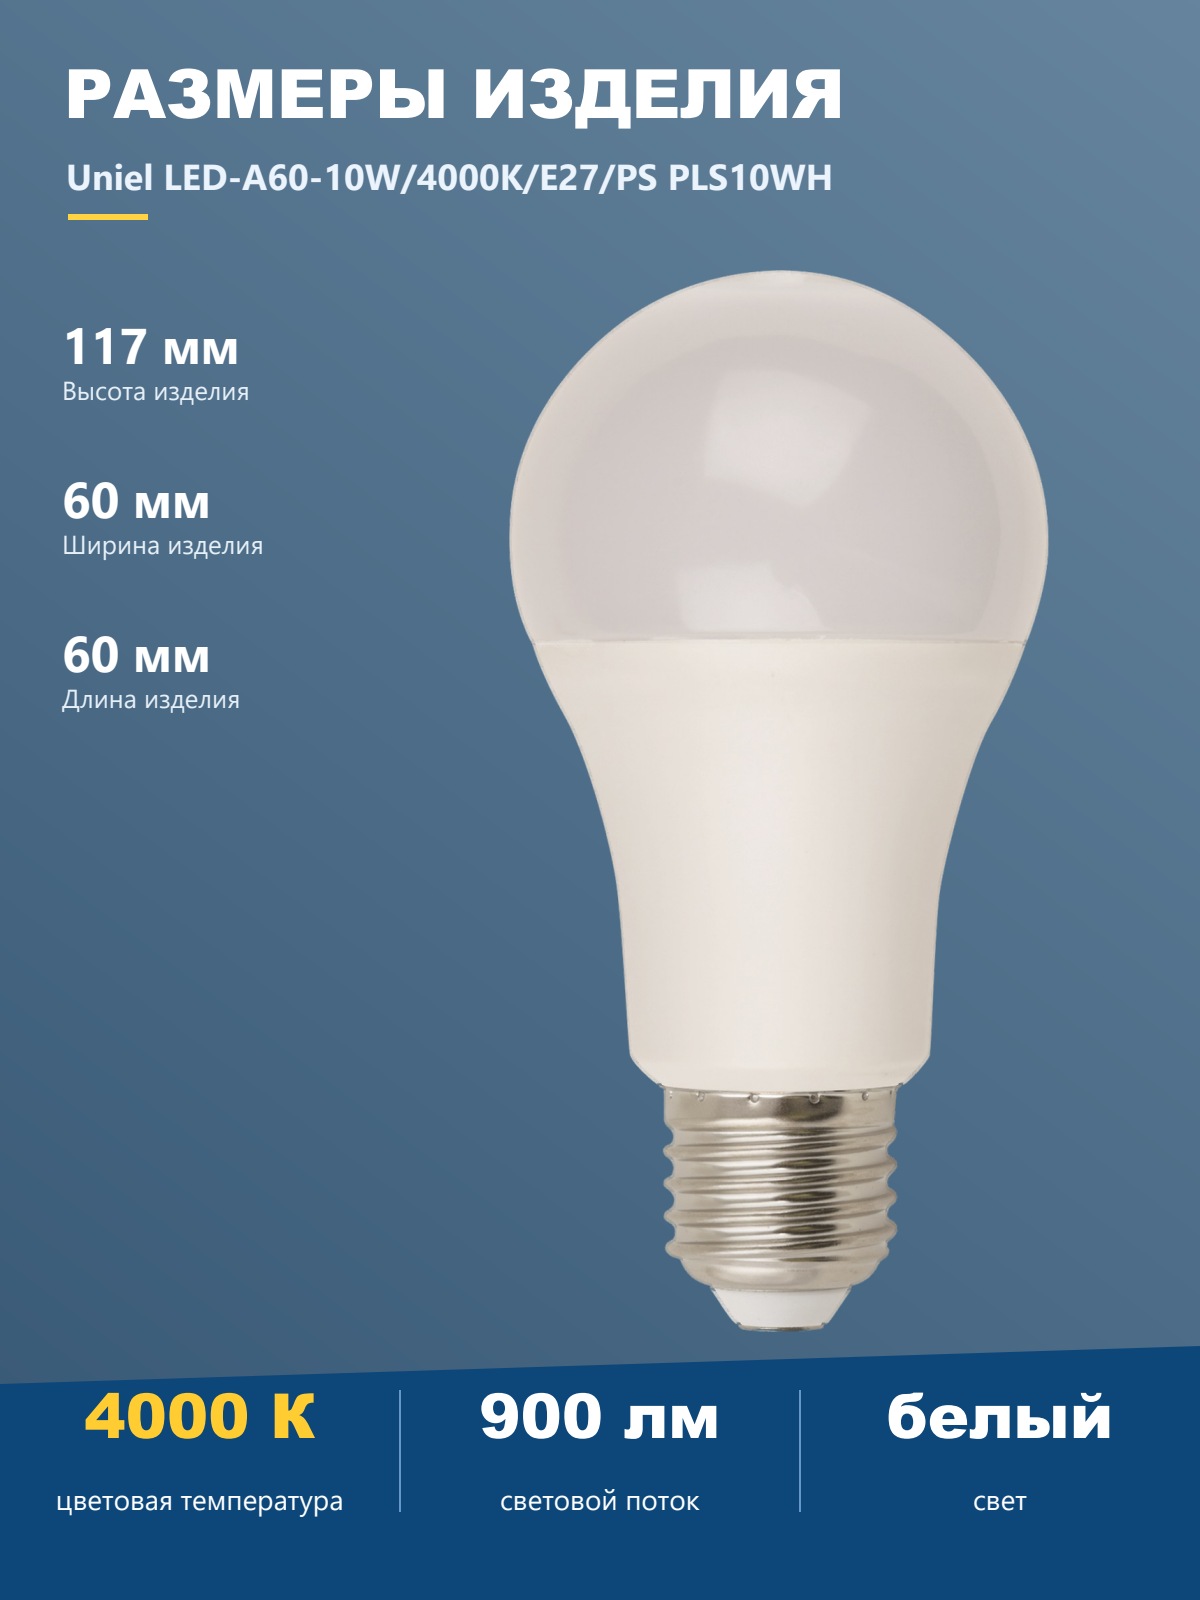 РАЗМЕРЫ ИЗДЕЛИЯ
Uniel LED-A60-10W/4000K/E27/PS PLS10WH
117 мм
Высота изделия
60 мм
Ширина изделия
60 мм
Длина изделия
4000 К
цветовая температура
900 лм
световой поток
белый
свет